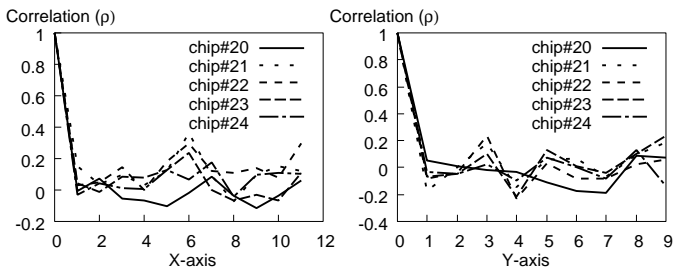 Correlation (ρ)
1
0.8
0.6
0.4
0.2
0
-0.2
0 2 4 6 8 10 12
X-axis
chip#20
chip#21
chip#22
chip#23
chip#24
Correlation (ρ)
1
0.8
0.6
0.4
0.2
0
-0.2
-0.4
0 1 2 3 4 5 6 7 8 9
Y-axis
chip#20
chip#21
chip#22
chip#23
chip#24